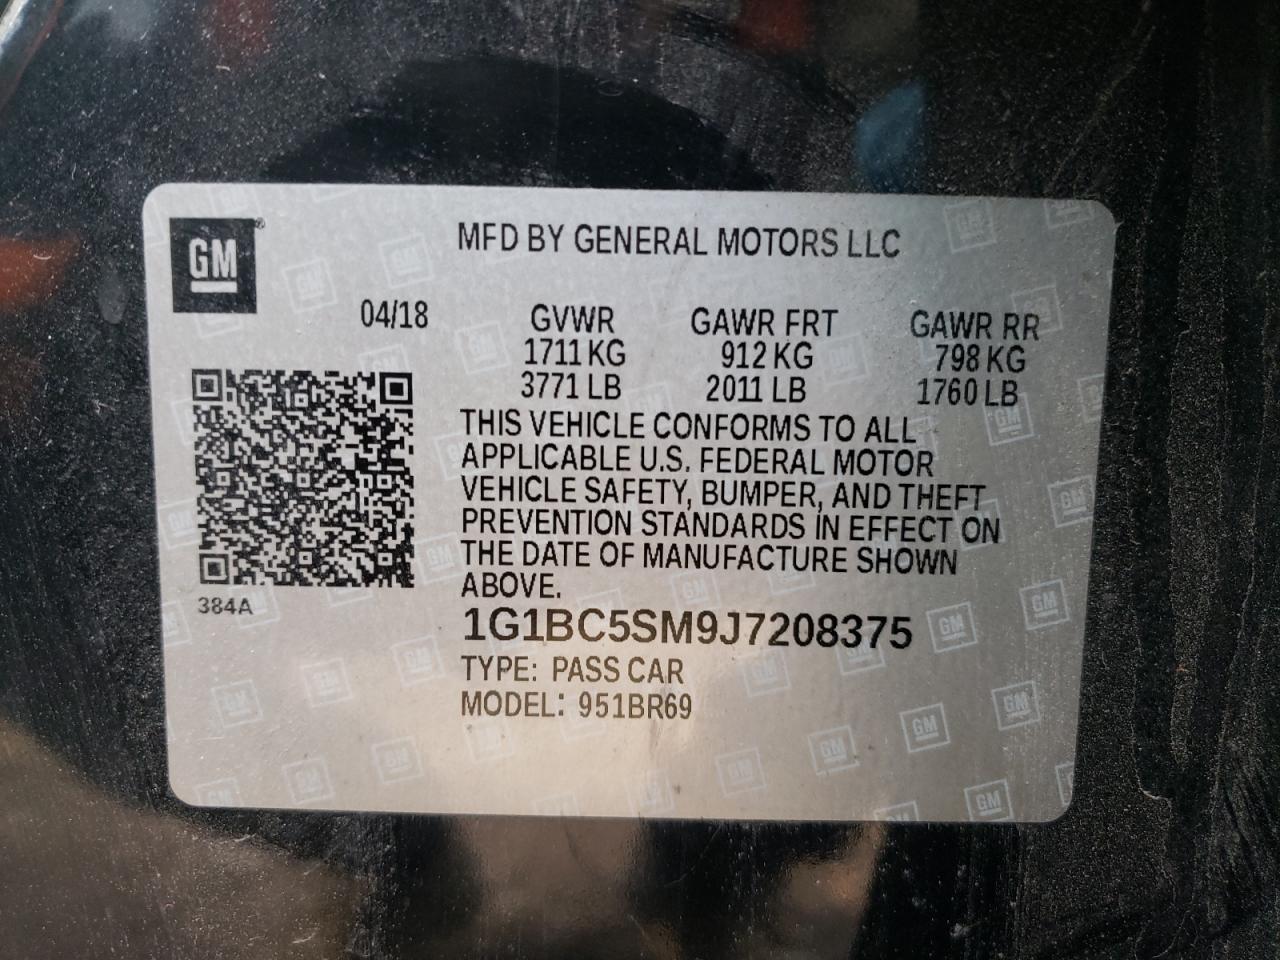 GM®
MFD BY GENERAL MOTORS LLC
04/18
GVWR GAWR FRT GAWR RR
1711 KG 912 KG 798 KG
3771 LB 2011 LB 1760 LB
THIS VEHICLE CONFORMS TO ALL
APPLICABLE U.S. FEDERAL MOTOR
VEHICLE SAFETY, BUMPER, AND THEFT
PREVENTION STANDARDS IN EFFECT ON
THE DATE OF MANUFACTURE SHOWN
ABOVE.
384A
1G1BC5SM9J7208375
TYPE: PASS CAR
MODEL: 951BR69